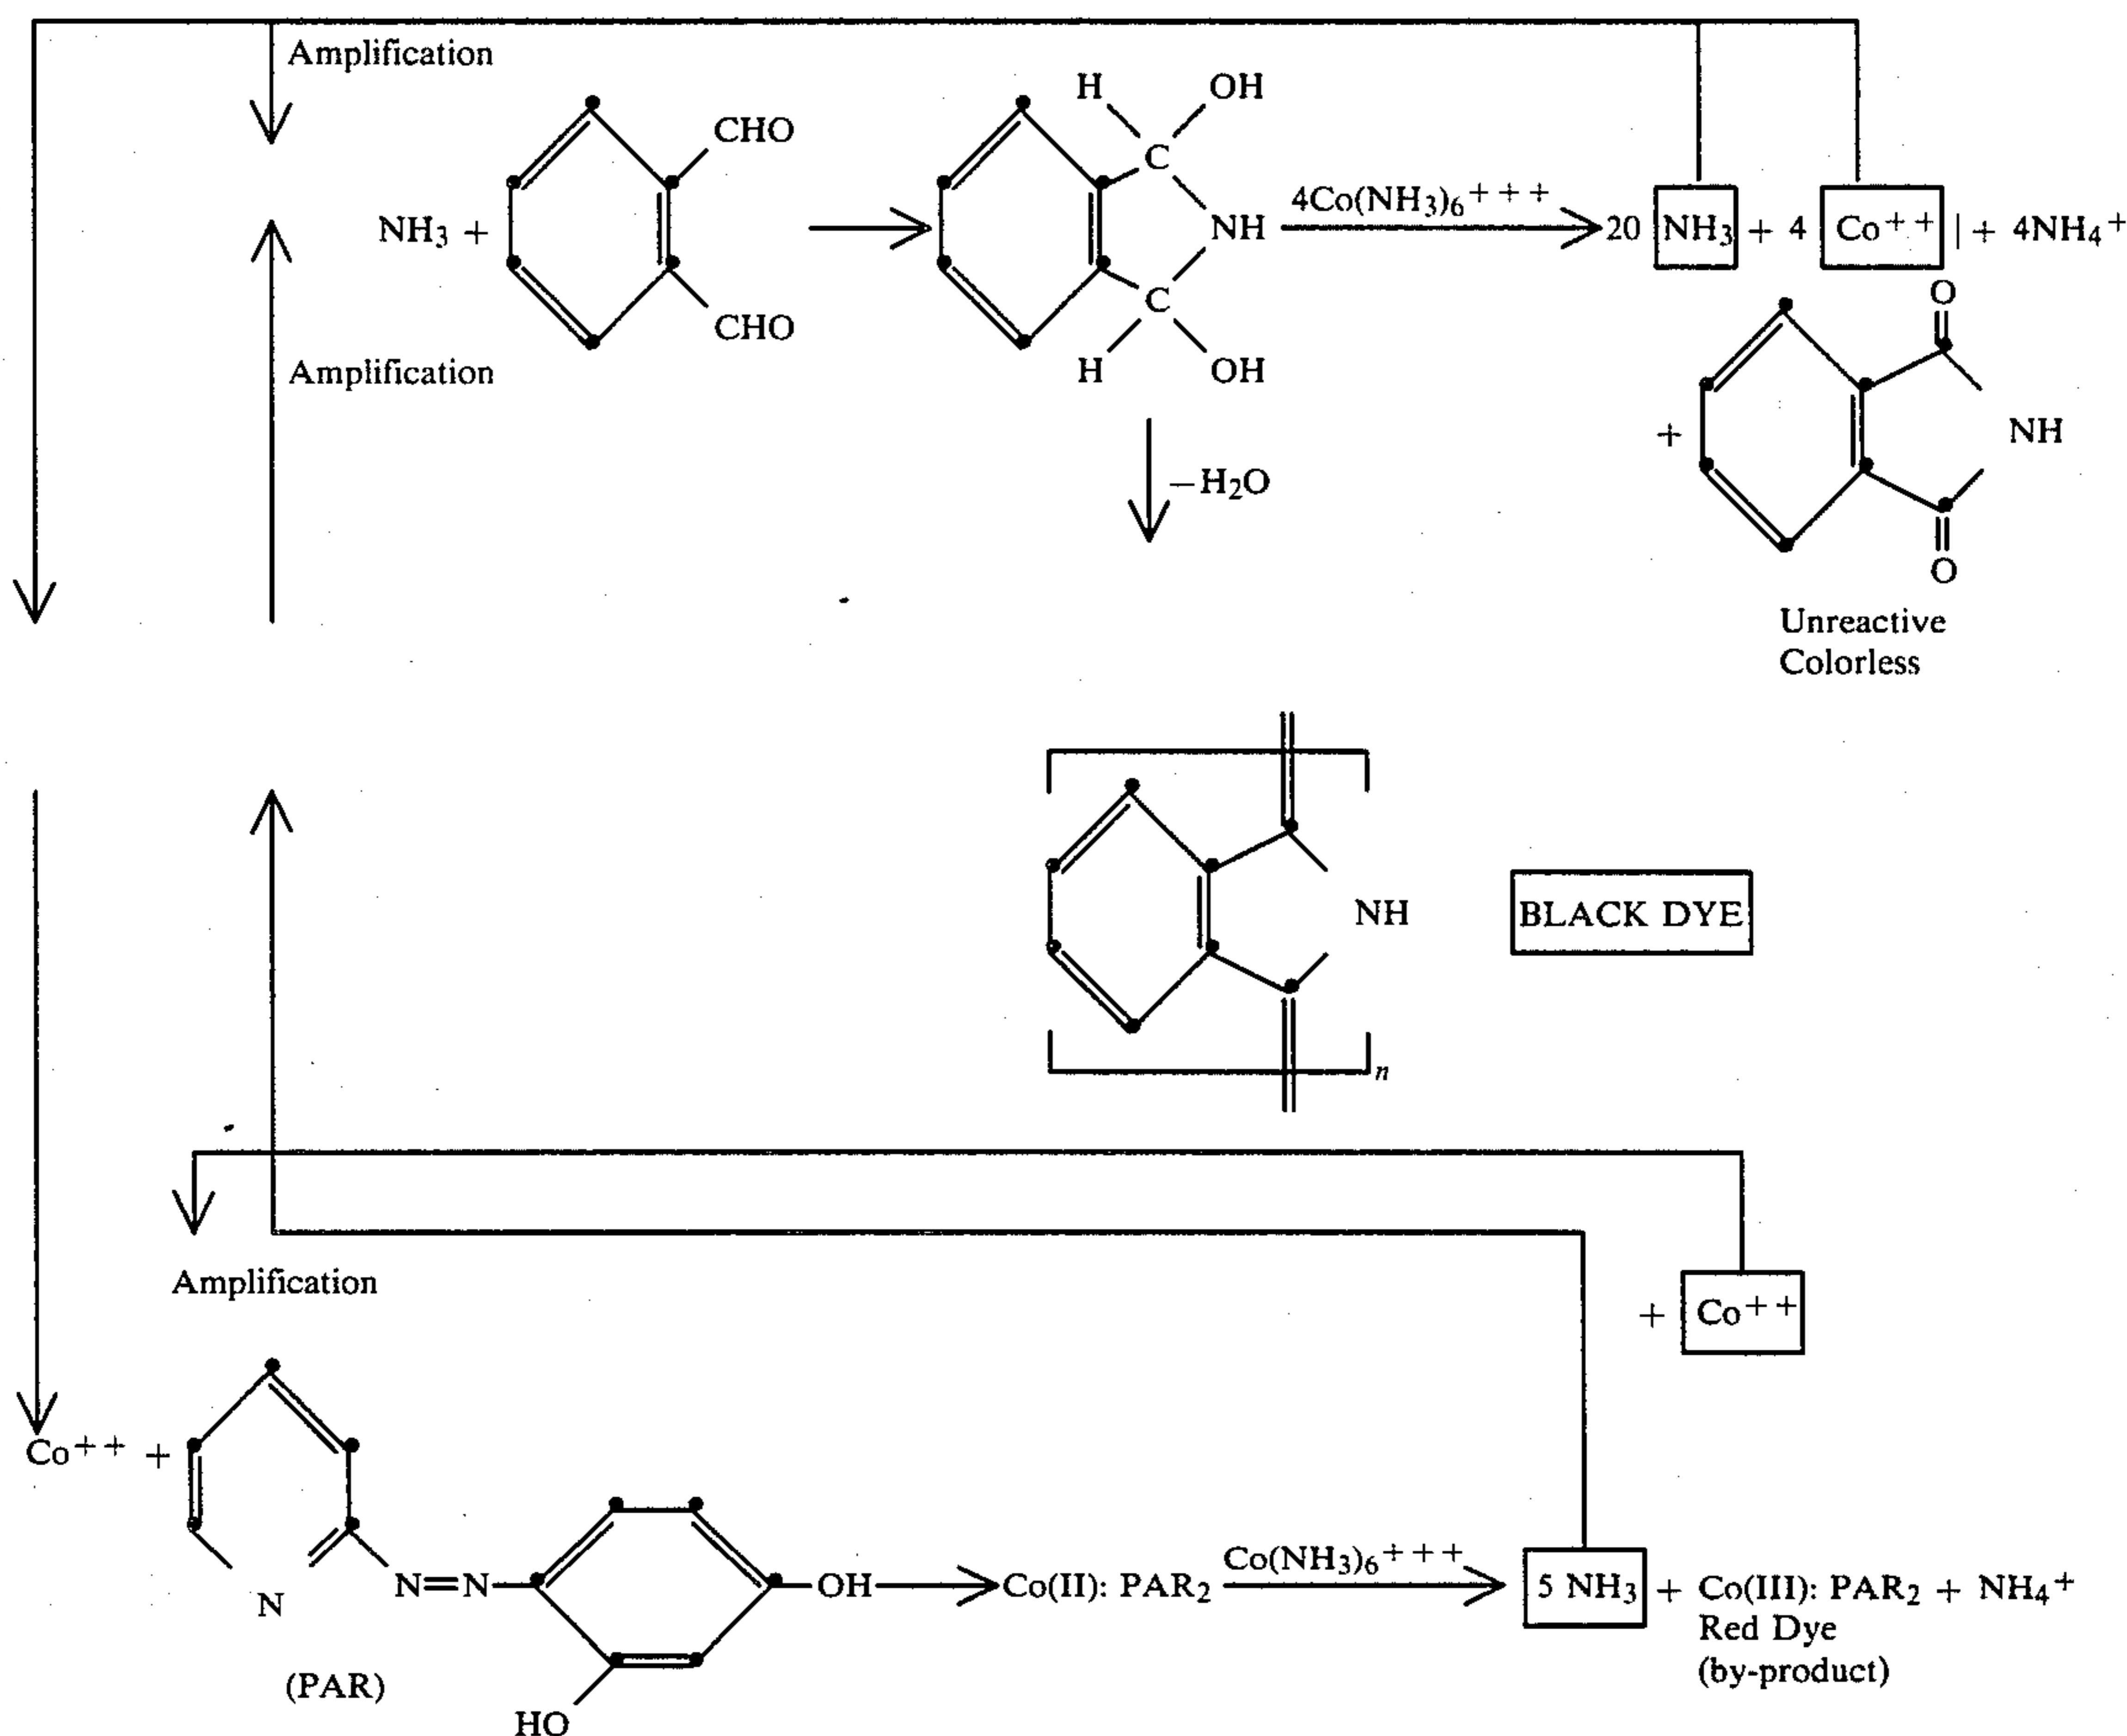 Amplification
H OH
CHO
C
NH₃ + NH 4Co(NH₃)₆⁺⁺⁺ 20 NH₃ + 4 Co⁺⁺ | + 4NH₄⁺
CHO
C
H OH
Amplification
O
+ NH
O
−H₂O
Unreactive
Colorless
NH
BLACK DYE
n
Amplification
+ Co⁺⁺
Co⁺⁺ +
N
N=N
OH
Co(II): PAR₂
Co(NH₃)₆⁺⁺⁺
5 NH₃ + Co(III): PAR₂ + NH₄⁺
Red Dye
(by-product)
(PAR)
HO